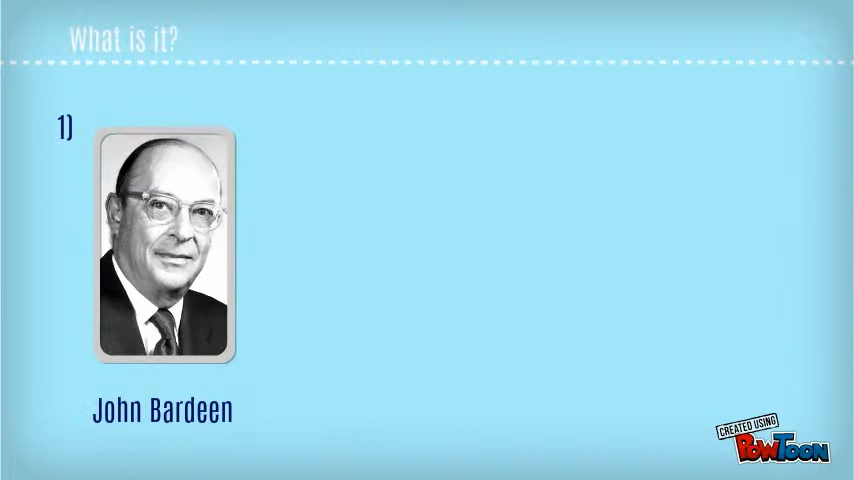 What is it?
1)
John Bardeen
CREATED USING
POWTOON